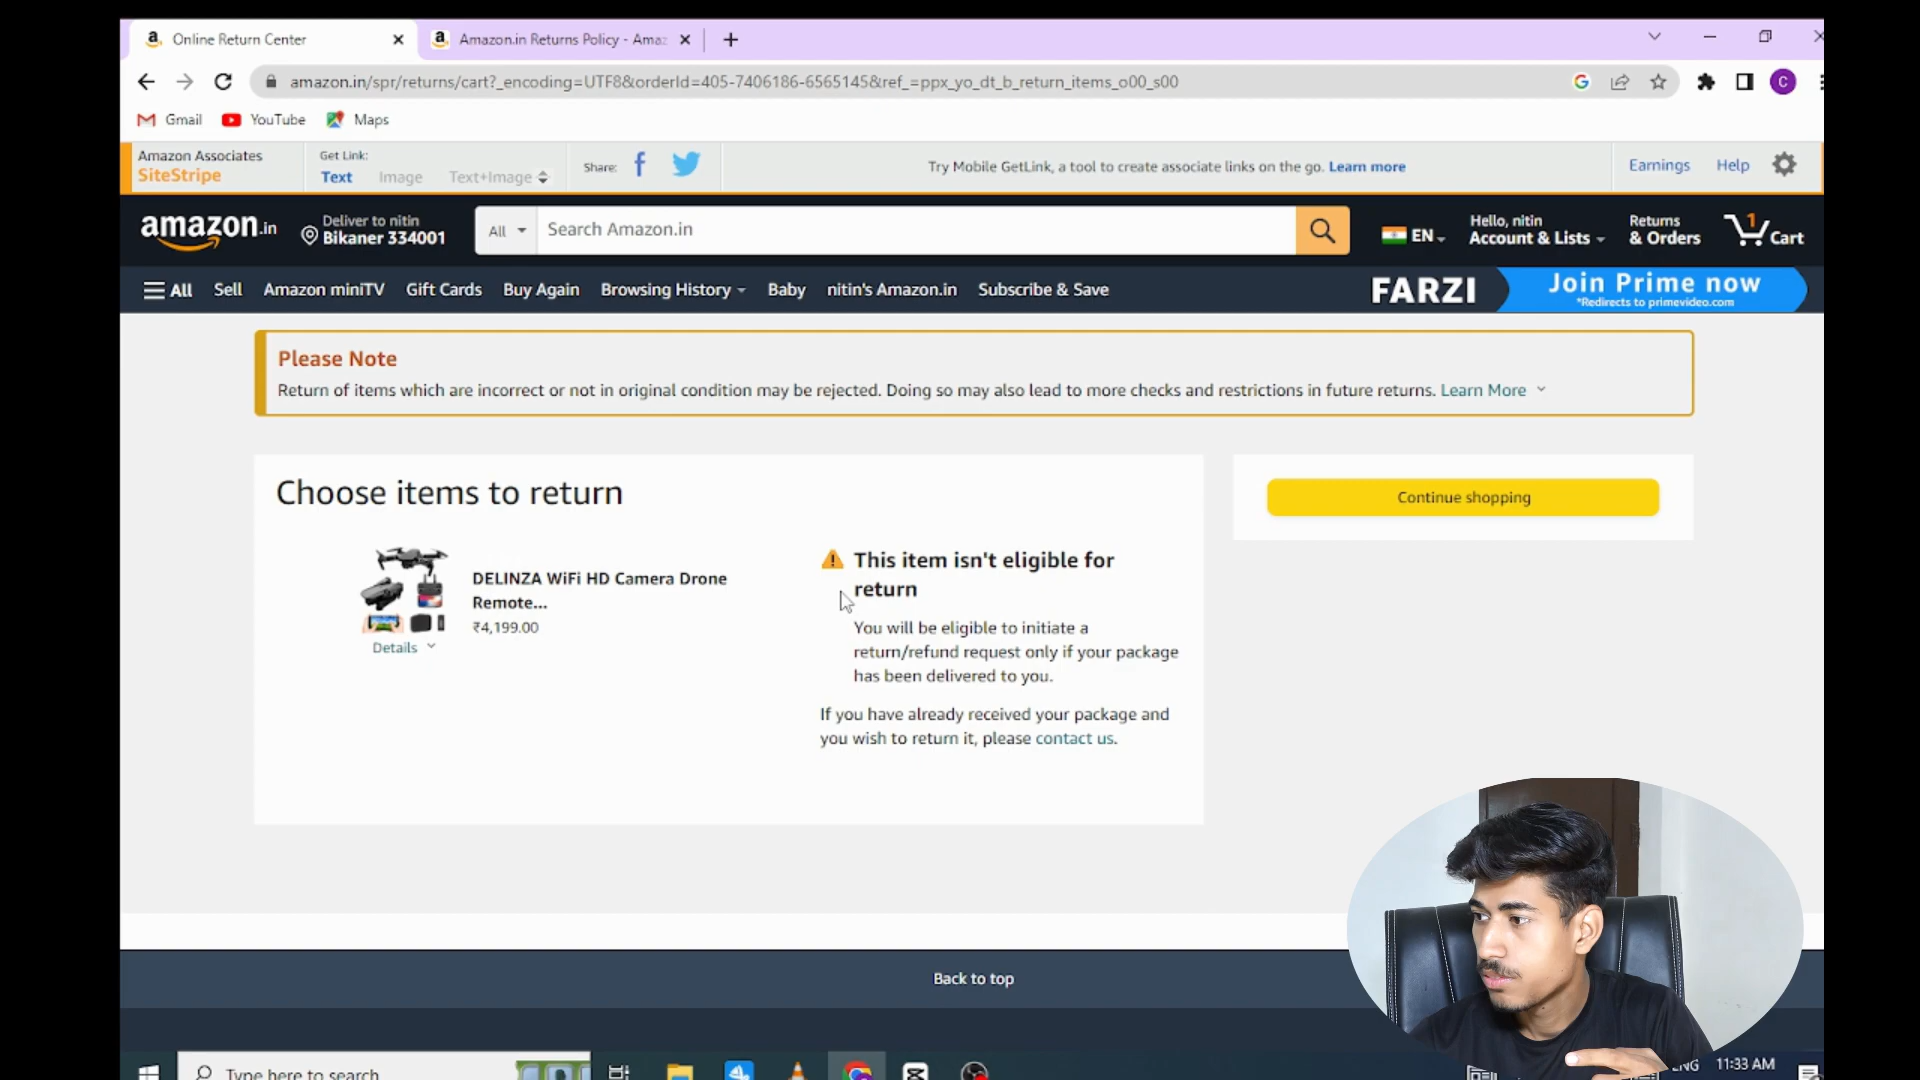 Online Return Center
Amazon.in Returns Policy - Amaz
amazon.in/spr/returns/cart?_encoding=UTF8&orderId=405-7406186-6565145&ref_=ppx_yo_dt_b_return_items_o00_s00
C
Gmail YouTube Maps
Amazon Associates
SiteStripe
Get Link:
Text Image Text+Image
Share:
Try Mobile GetLink, a tool to create associate links on the go. Learn more
Earnings Help
amazon.in
Deliver to nitin
Bikaner 334001
All
Search Amazon.in
EN
Hello, nitin
Account & Lists
Returns
& Orders
1
Cart
All Sell Amazon miniTV Gift Cards Buy Again Browsing History Baby nitin's Amazon.in Subscribe & Save
FARZI
Join Prime now
*Redirects to primevideo.com
Please Note
Return of items which are incorrect or not in original condition may be rejected. Doing so may also lead to more checks and restrictions in future returns. Learn More
Choose items to return
Continue shopping
DELINZA WiFi HD Camera Drone
Remote...
₹4,199.00
Details
This item isn't eligible for
return
You will be eligible to initiate a
return/refund request only if your package
has been delivered to you.
If you have already received your package and
you wish to return it, please contact us.
Back to top
Type here to search
11:33 AM